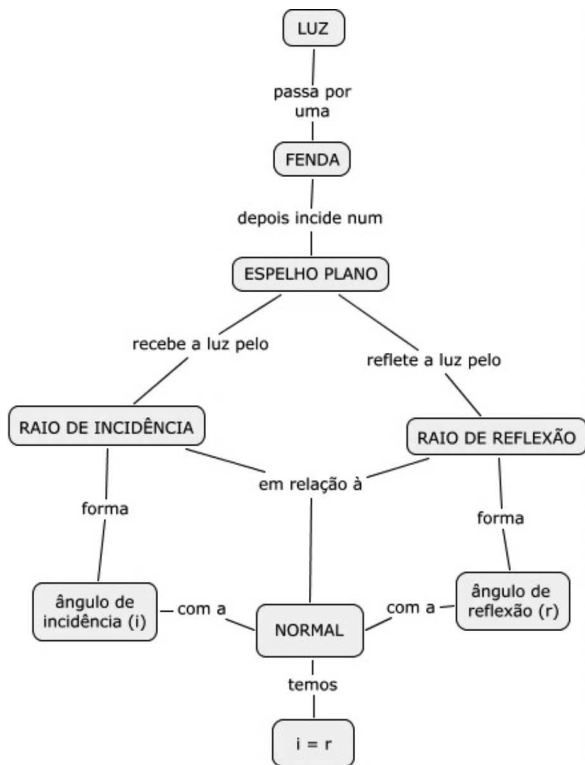 LUZ
passa por
uma
FENDA
depois incide num
ESPELHO PLANO
recebe a luz pelo
reflete a luz pelo
RAIO DE INCIDÊNCIA
RAIO DE REFLEXÃO
em relação à
forma
forma
ângulo de
incidência (i)
com a
NORMAL
com a
ângulo de
reflexão (r)
temos
i = r